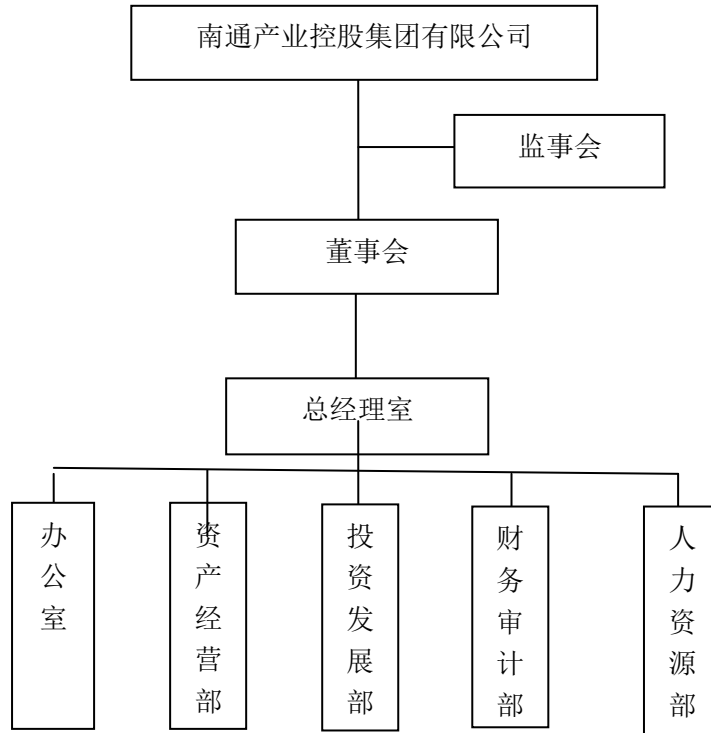 南通产业控股集团有限公司
监事会
董事会
总经理室
办公室
资产经营部
投资发展部
财务审计部
人力资源部